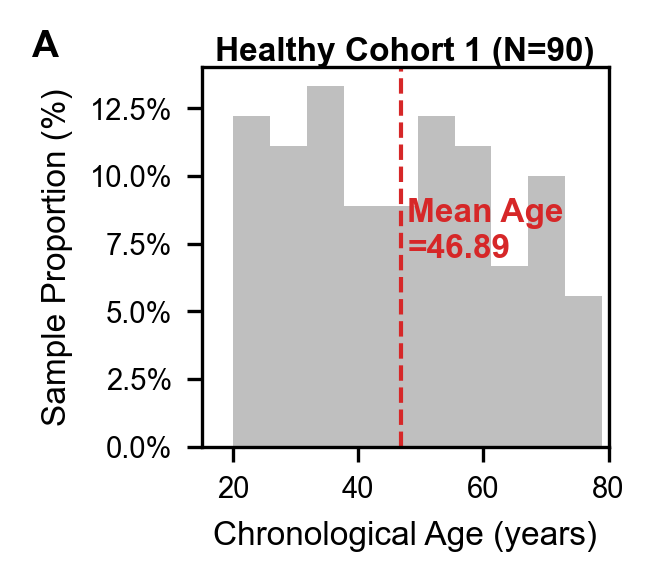 A
Healthy Cohort 1 (N=90)
Sample Proportion (%)
12.5%
10.0%
7.5%
5.0%
2.5%
0.0%
Mean Age
=46.89
20 40 60 80
Chronological Age (years)